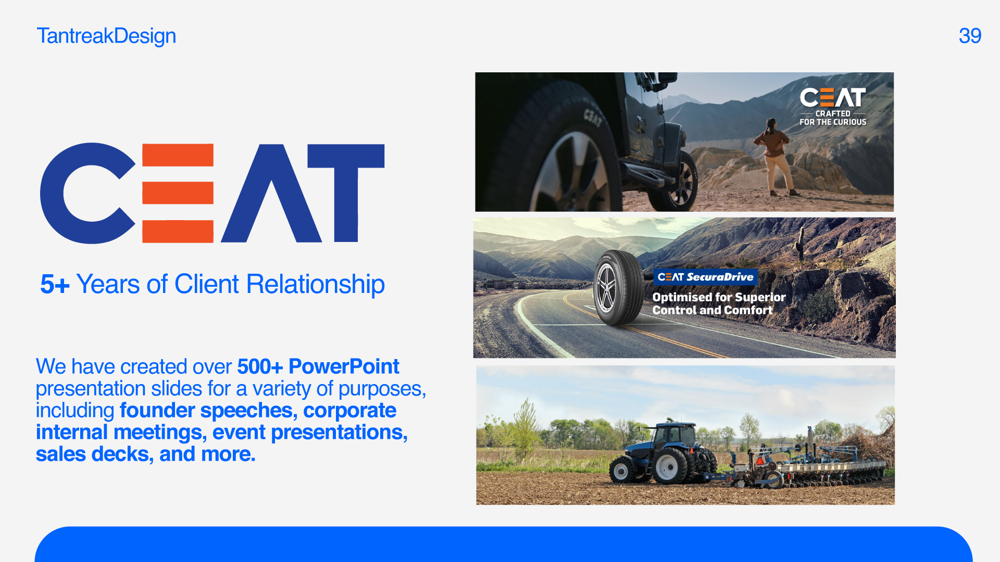 TantreakDesign
39
CEAT
5+ Years of Client Relationship
We have created over 500+ PowerPoint
presentation slides for a variety of purposes,
including founder speeches, corporate
internal meetings, event presentations,
sales decks, and more.
CEAT
CEAT
CRAFTED
FOR THE CURIOUS
CEAT SecuraDrive
Optimised for Superior
Control and Comfort